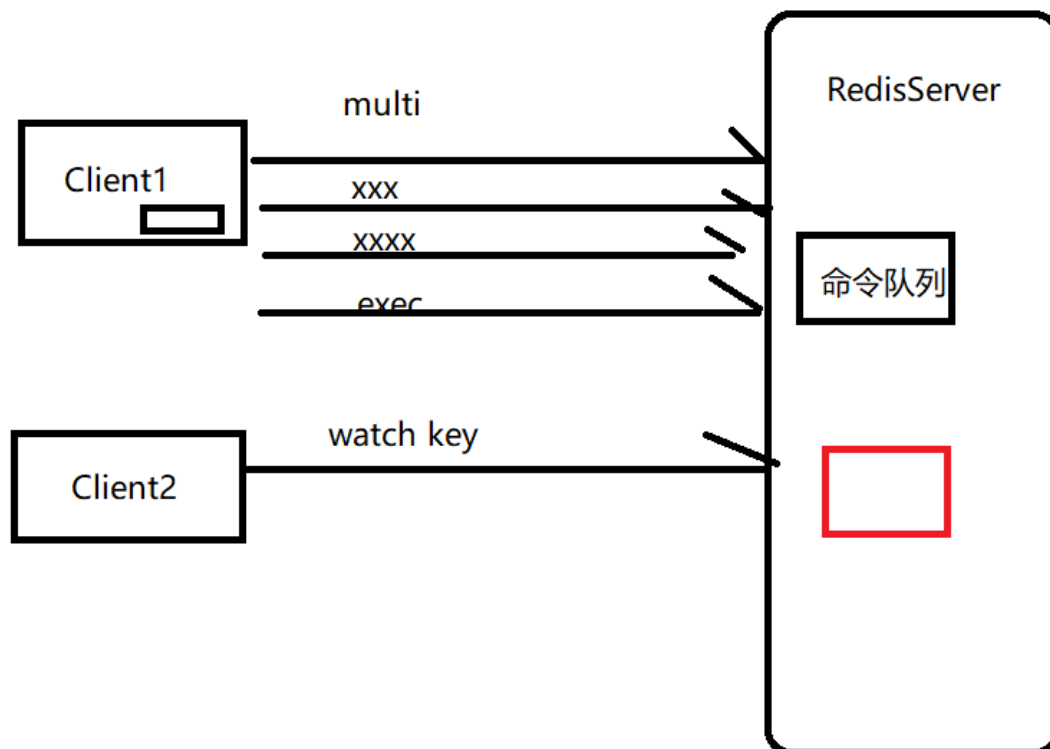 multi
RedisServer
Client1
xxx
xxxx
命令队列
exec
watch key
Client2